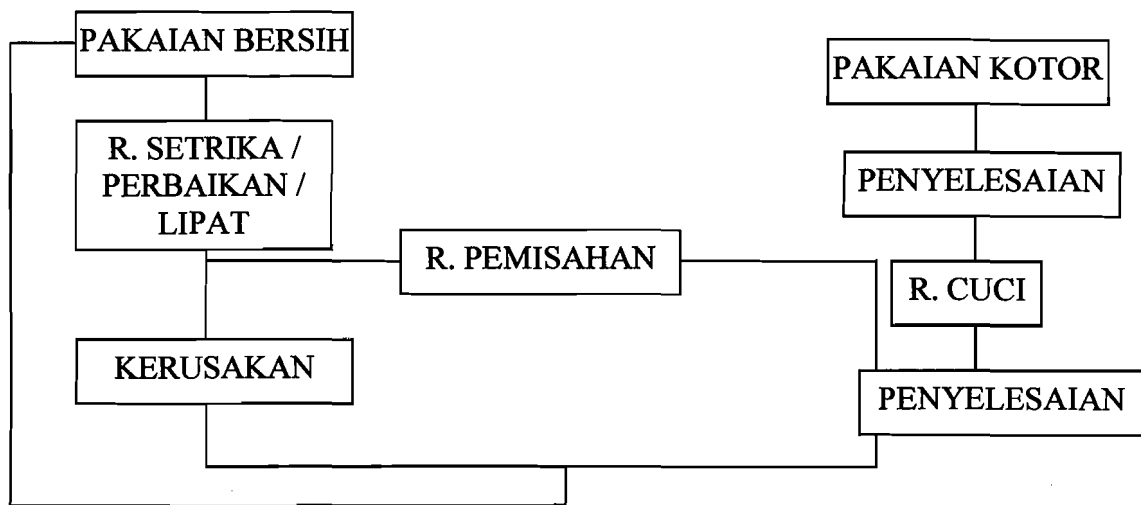 PAKAIAN BERSIH
R. SETRIKA /
PERBAIKAN /
LIPAT
R. PEMISAHAN
KERUSAKAN
PAKAIAN KOTOR
PENYELESAIAN
R. CUCI
PENYELESAIAN